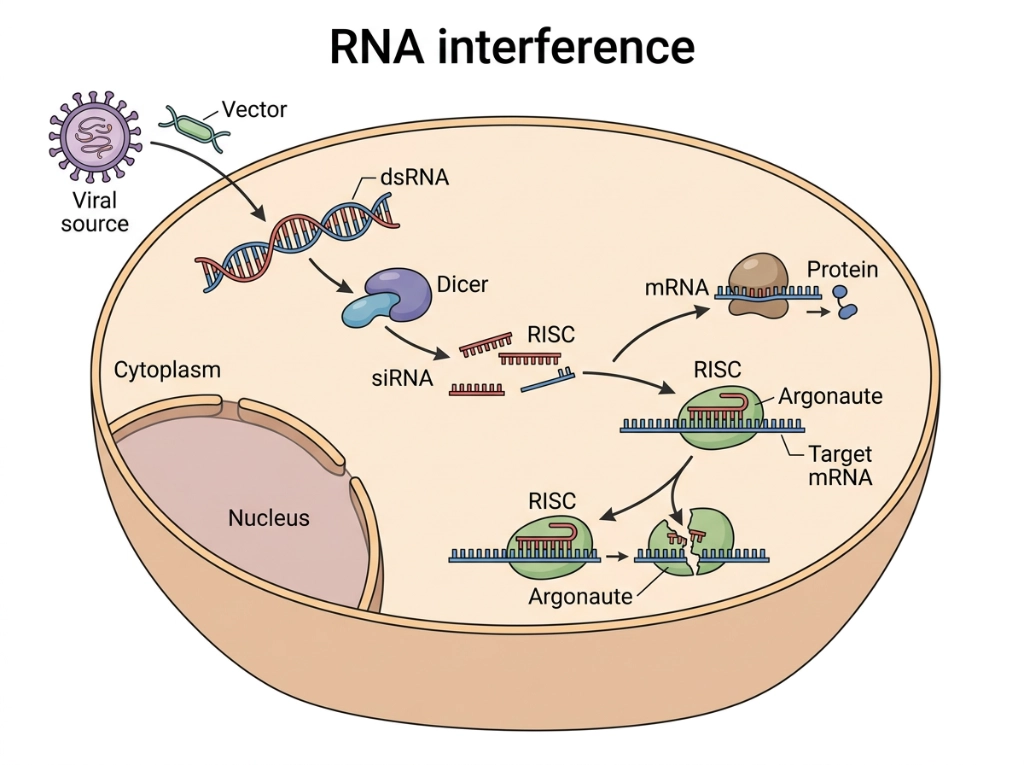 RNA interference
Vector
Viral
source
dsRNA
Dicer
mRNA
Protein
RISC
siRNA
Cytoplasm
RISC
Argonaute
Target
mRNA
RISC
Nucleus
Argonaute